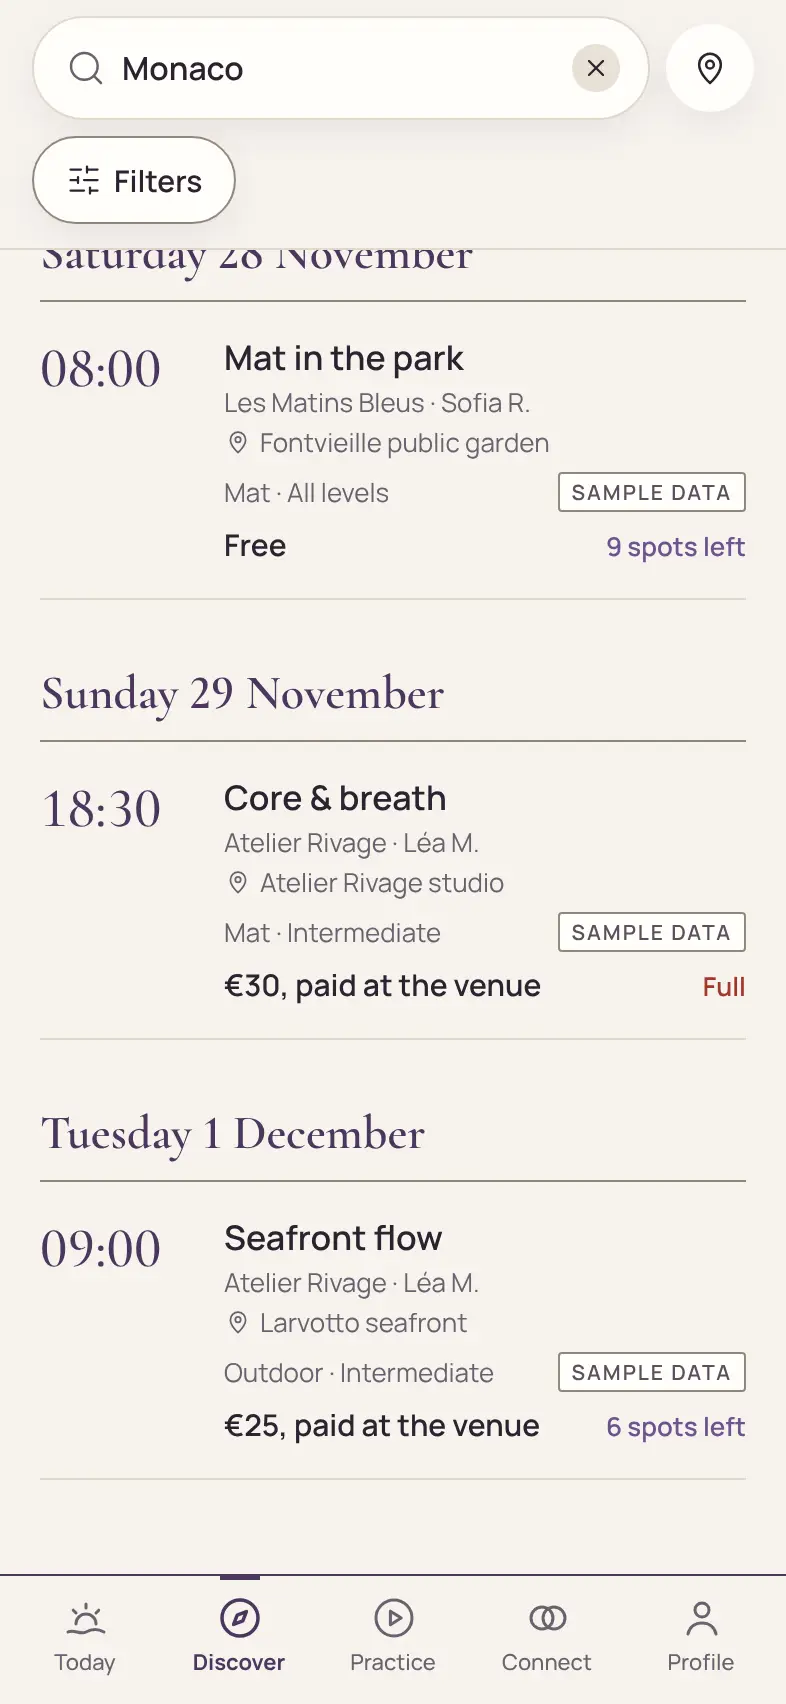 Monaco
Filters
Saturday 28 November
08:00
Mat in the park
Les Matins Bleus · Sofia R.
Fontvieille public garden
Mat · All levels
SAMPLE DATA
Free
9 spots left
Sunday 29 November
18:30
Core & breath
Atelier Rivage · Léa M.
Atelier Rivage studio
Mat · Intermediate
SAMPLE DATA
€30, paid at the venue
Full
Tuesday 1 December
09:00
Seafront flow
Atelier Rivage · Léa M.
Larvotto seafront
Outdoor · Intermediate
SAMPLE DATA
€25, paid at the venue
6 spots left
Today
Discover
Practice
Connect
Profile